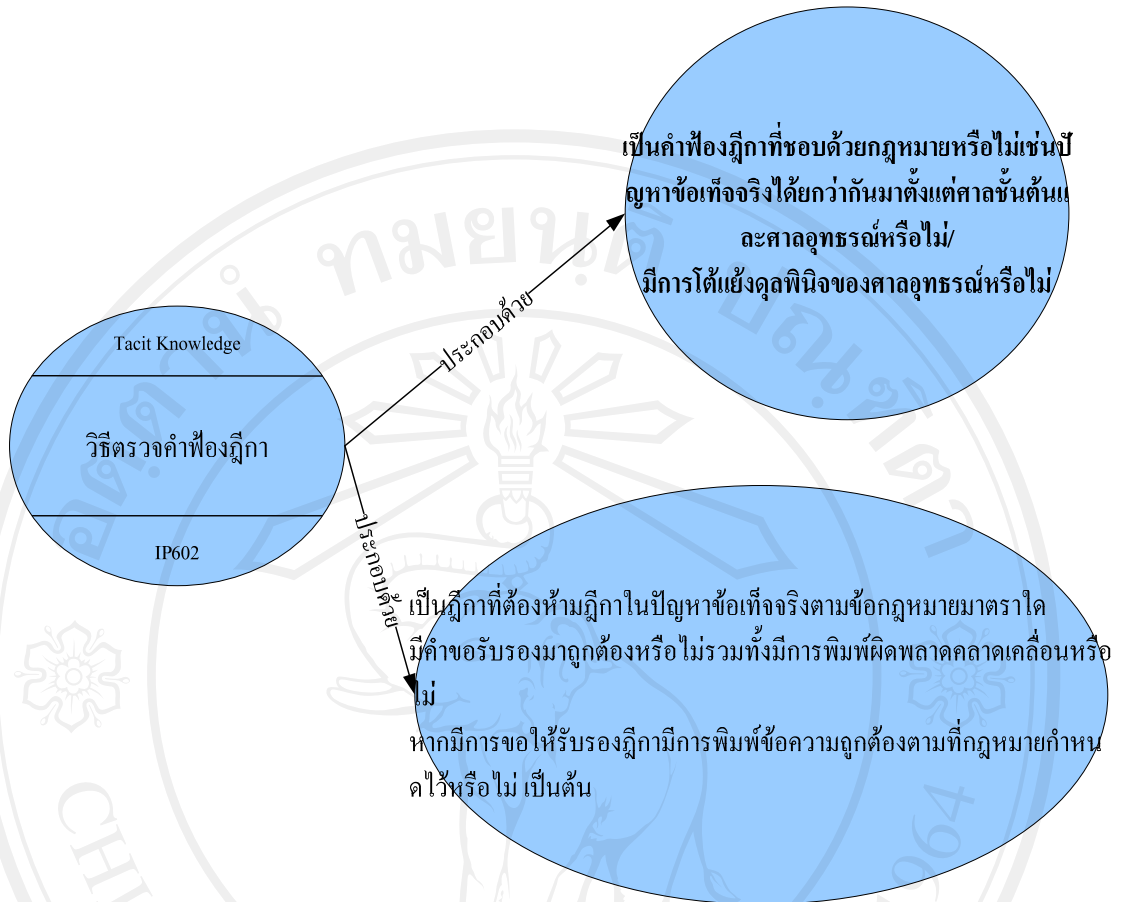 เป็นคำฟ้องฎีกาที่ชอบด้วยกฎหมายหรือไม่เช่นปั
ญหาข้อเท็จจริงได้ยกว่ากันมาตั้งแต่ศาลชั้นต้นแ
ละศาลอุทธรณ์หรือไม่/
มีการโต้แย้งดุลพินิจของศาลอุทธรณ์หรือไม่
ประกอบด้วย
Tacit Knowledge
วิธีตรวจคำฟ้องฎีกา
IP602
ประกอบด้วย
เป็นฎีกาที่ต้องห้ามฎีกาในปัญหาข้อเท็จจริงตามข้อกฎหมายมาตราใด
มีคำขอรับรองมาถูกต้องหรือไม่รวมทั้งมีการพิมพ์ผิดพลาดคลาดเคลื่อนหรือ
ไม่
หากมีการขอให้รับรองฎีกามีการพิมพ์ข้อความถูกต้องตามที่กฎหมายกำหน
ดไว้หรือไม่ เป็นต้น
1964